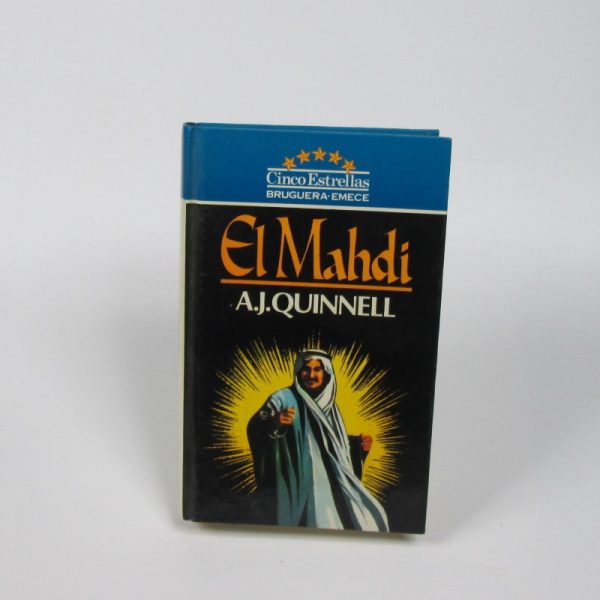 Cinco Estrellas
BRUGUERA·EMECE
El Mahdi
A.J.QUINNELL